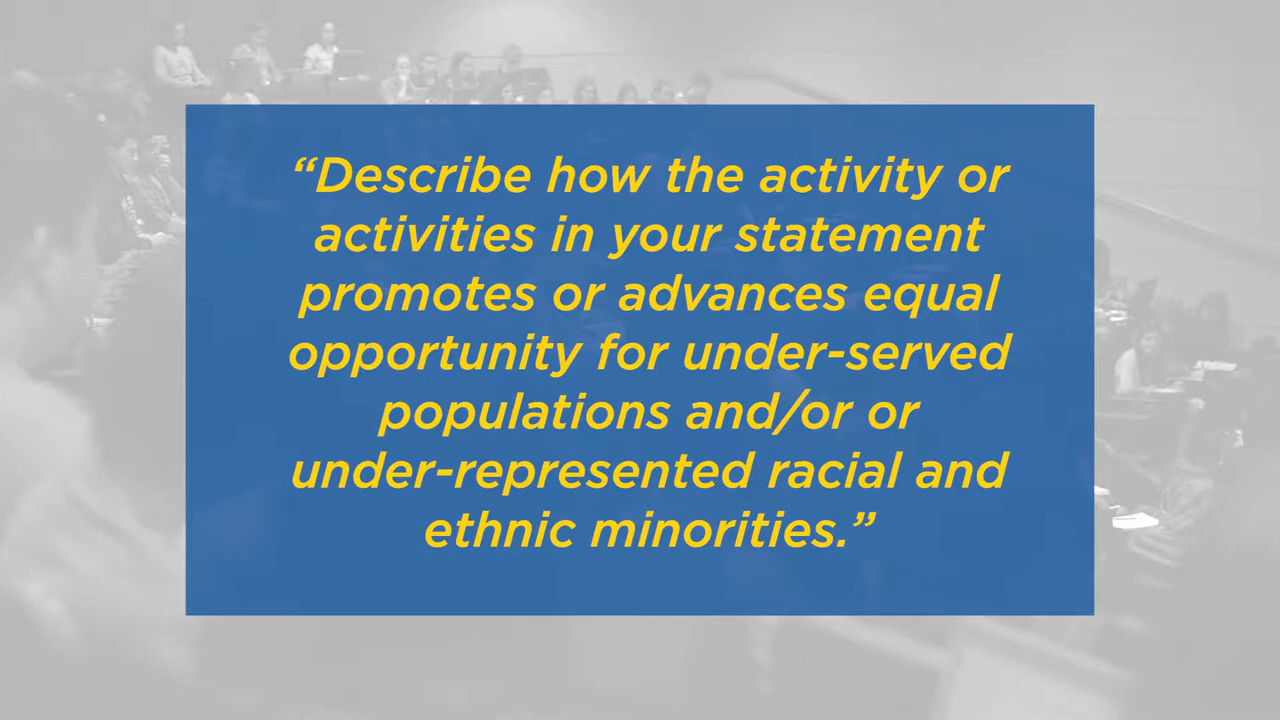 “Describe how the activity or
activities in your statement
promotes or advances equal
opportunity for under-served
populations and/or or
under-represented racial and
ethnic minorities.”